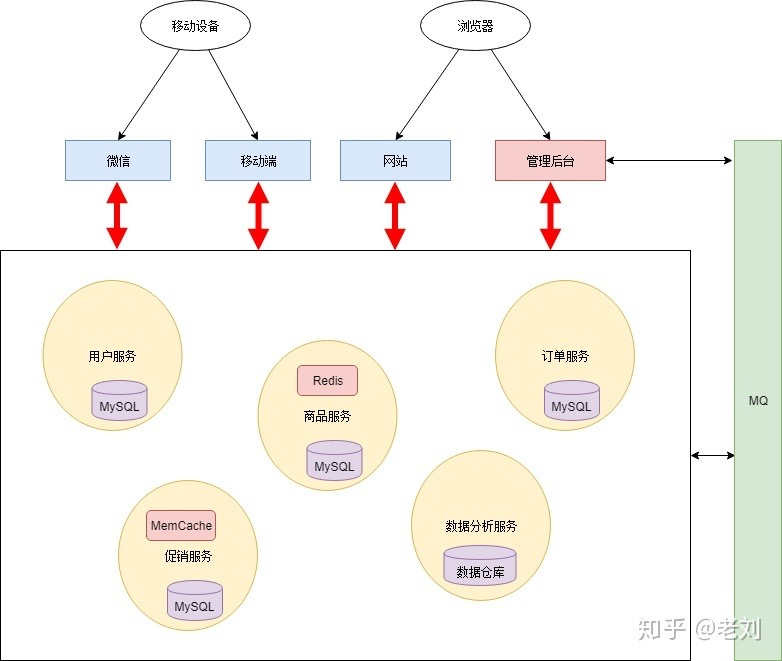 移动设备
浏览器
微信
移动端
网站
管理后台
用户服务
MySQL
Redis
商品服务
MySQL
订单服务
MySQL
MQ
MemCache
促销服务
MySQL
数据分析服务
数据仓库
知乎 @老刘